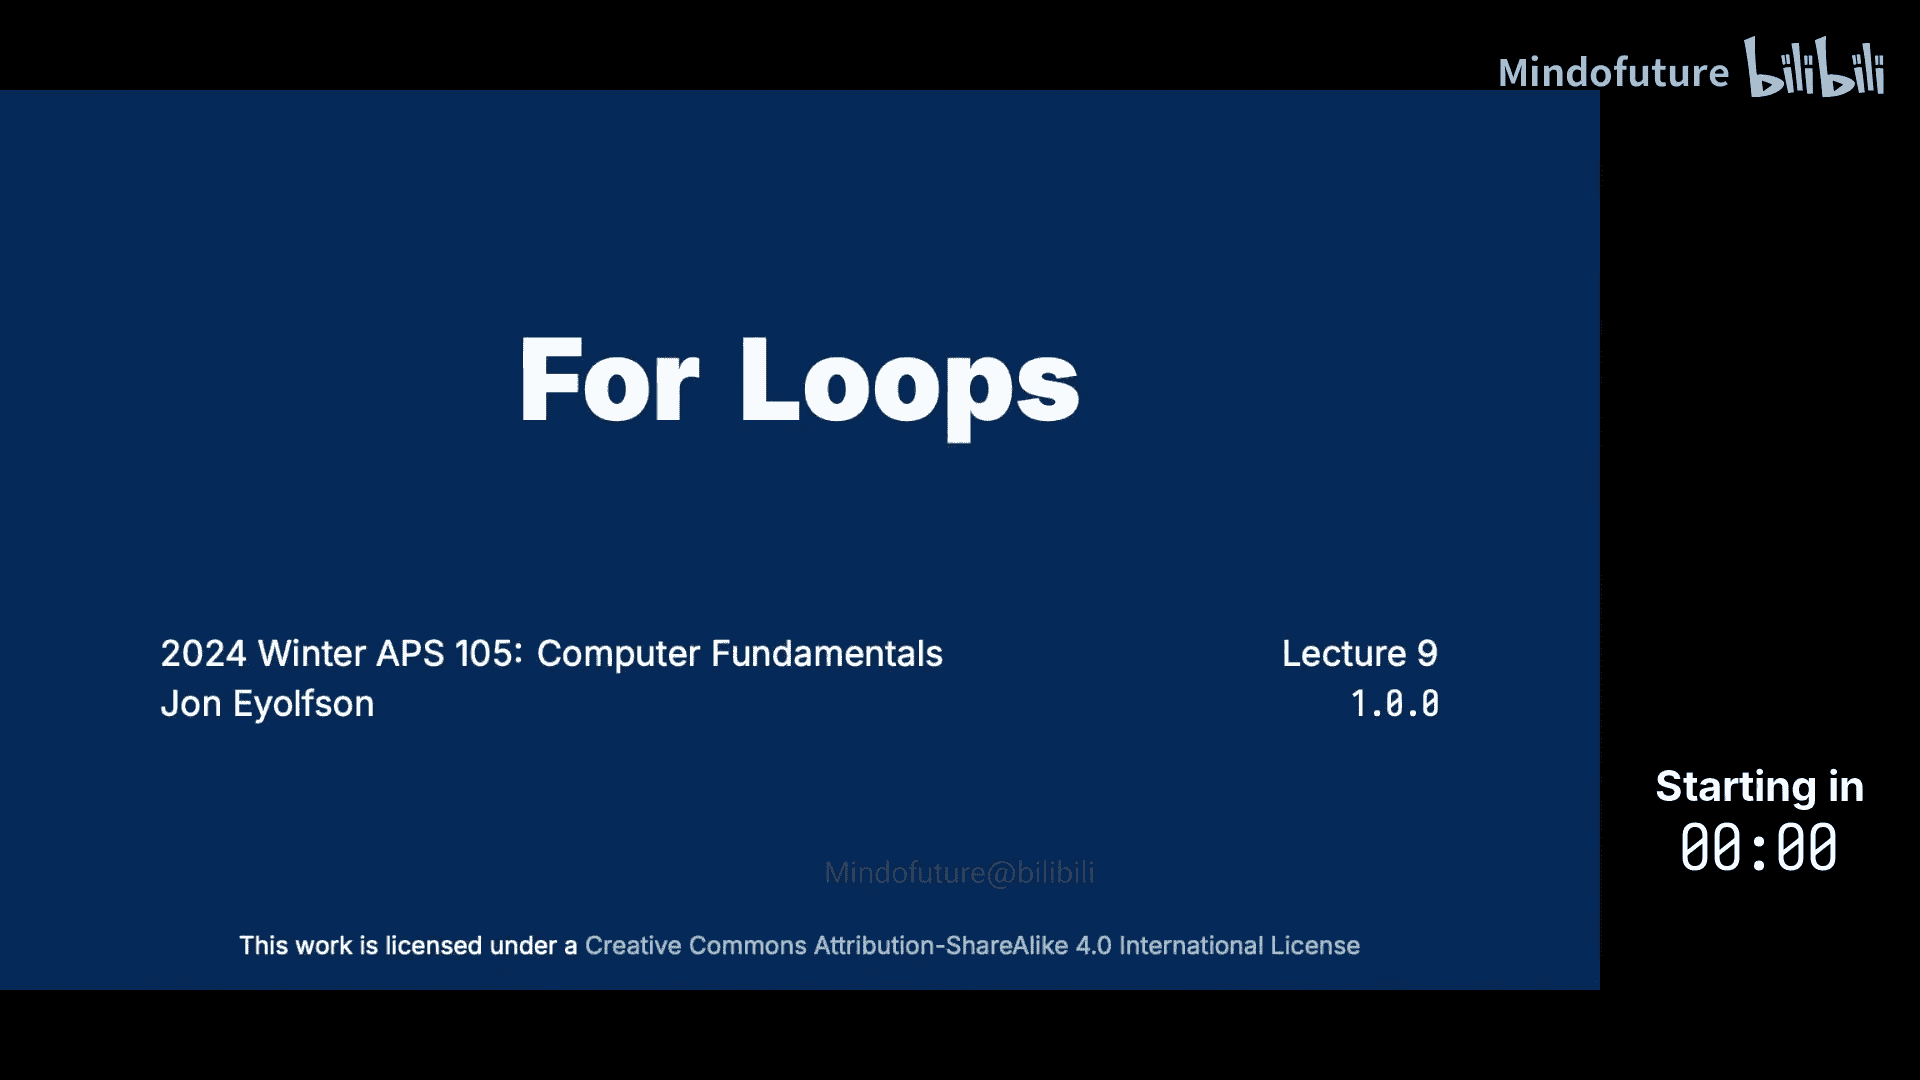 Mindofuture bilibili
For Loops
2024 Winter APS 105: Computer Fundamentals
Jon Eyolfson
Lecture 9
1.0.0
Starting in
00:00
Mindofuture@bilibili
This work is licensed under a Creative Commons Attribution-ShareAlike 4.0 International License